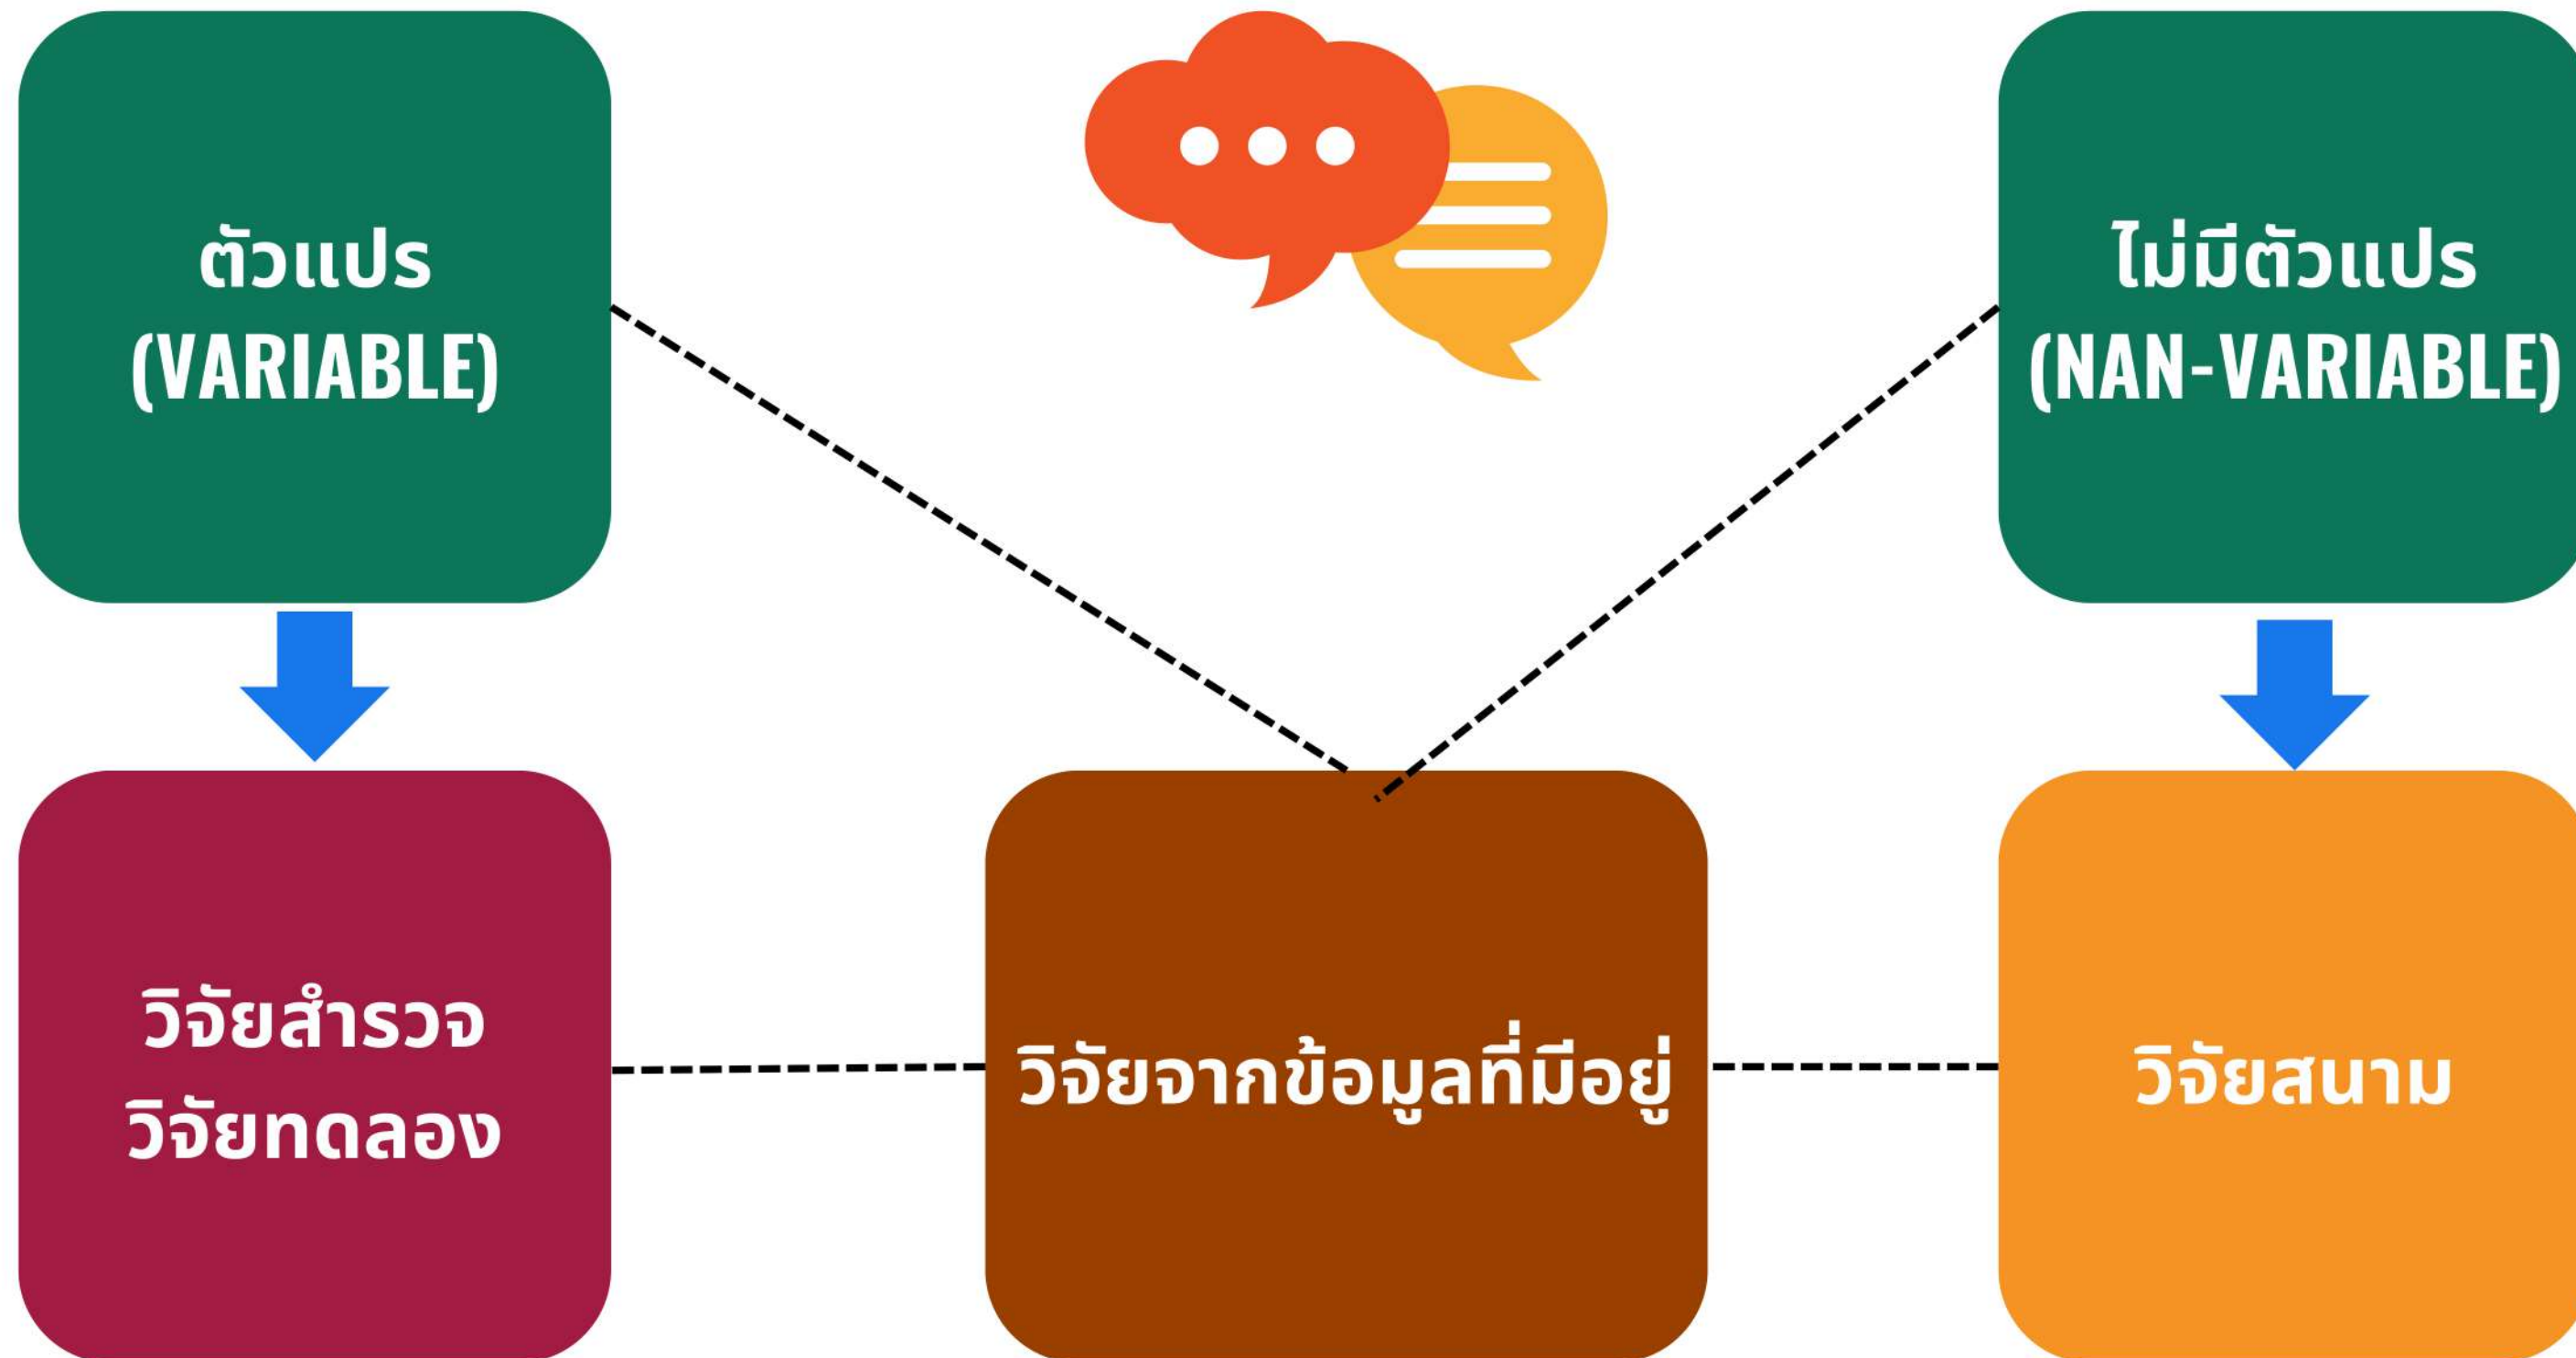 ตัวแปร
(VARIABLE)
ไม่มีตัวแปร
(NAN-VARIABLE)
วิจัยสำรวจ
วิจัยทดลอง
วิจัยจากข้อมูลที่มีอยู่
วิจัยสนาม